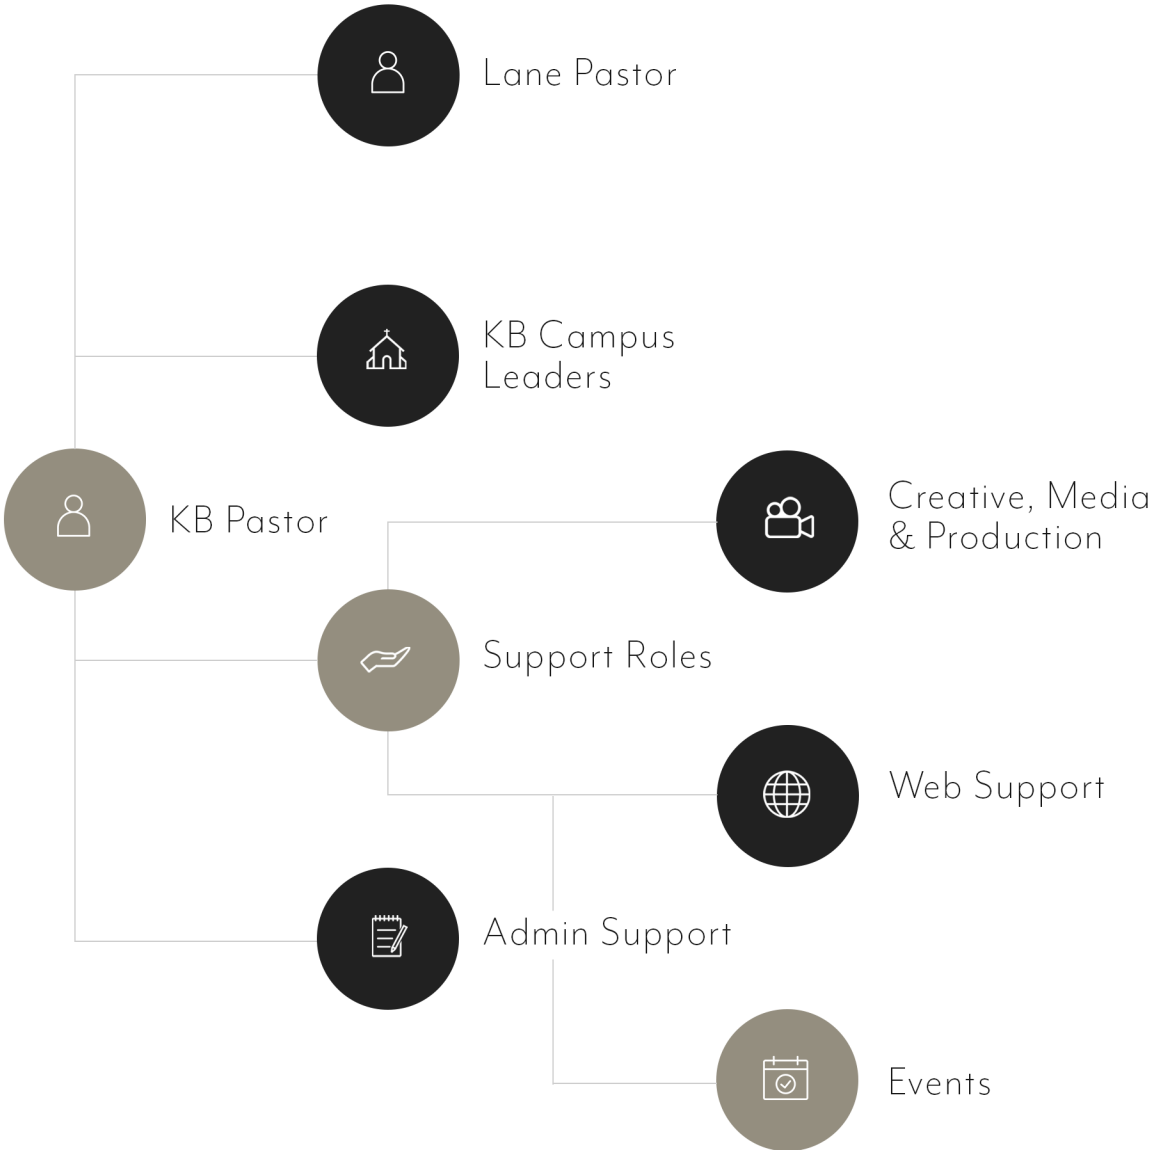 Lane Pastor
KB Campus
Leaders
KB Pastor
Creative, Media
& Production
Support Roles
Web Support
Admin Support
Events